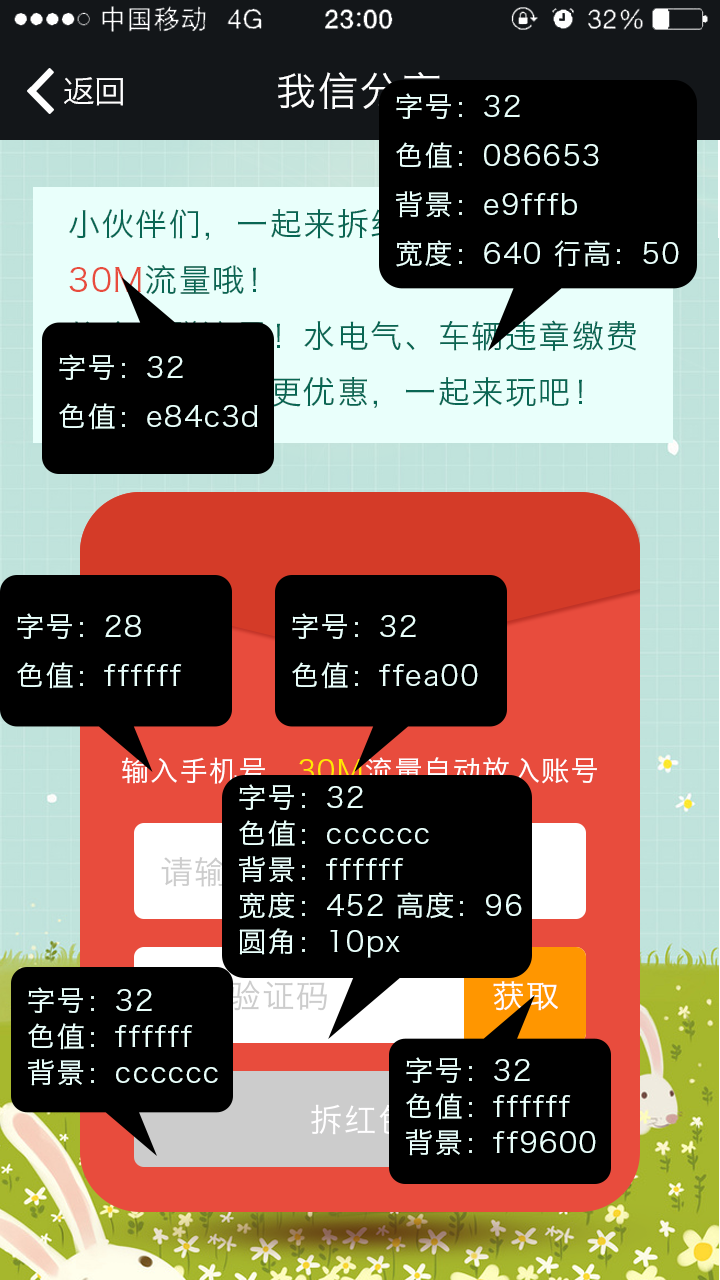 中国移动 4G 23:00 32%
返回 我信分享
字号：32
色值：086653
背景：e9fffb
宽度：640 行高：50
小伙伴们，一起来拆
30M流量哦！
！水电气、车辆违章缴费
更优惠，一起来玩吧！
字号：32
色值：e84c3d
字号：28
色值：ffffff
字号：32
色值：ffea00
输入手机号，30M流量自动放入账号
字号：32
色值：cccccc
背景：ffffff
宽度：452 高度：96
圆角：10px
请输
验证码
获取
字号：32
色值：ffffff
背景：cccccc
字号：32
色值：ffffff
背景：ff9600
拆红